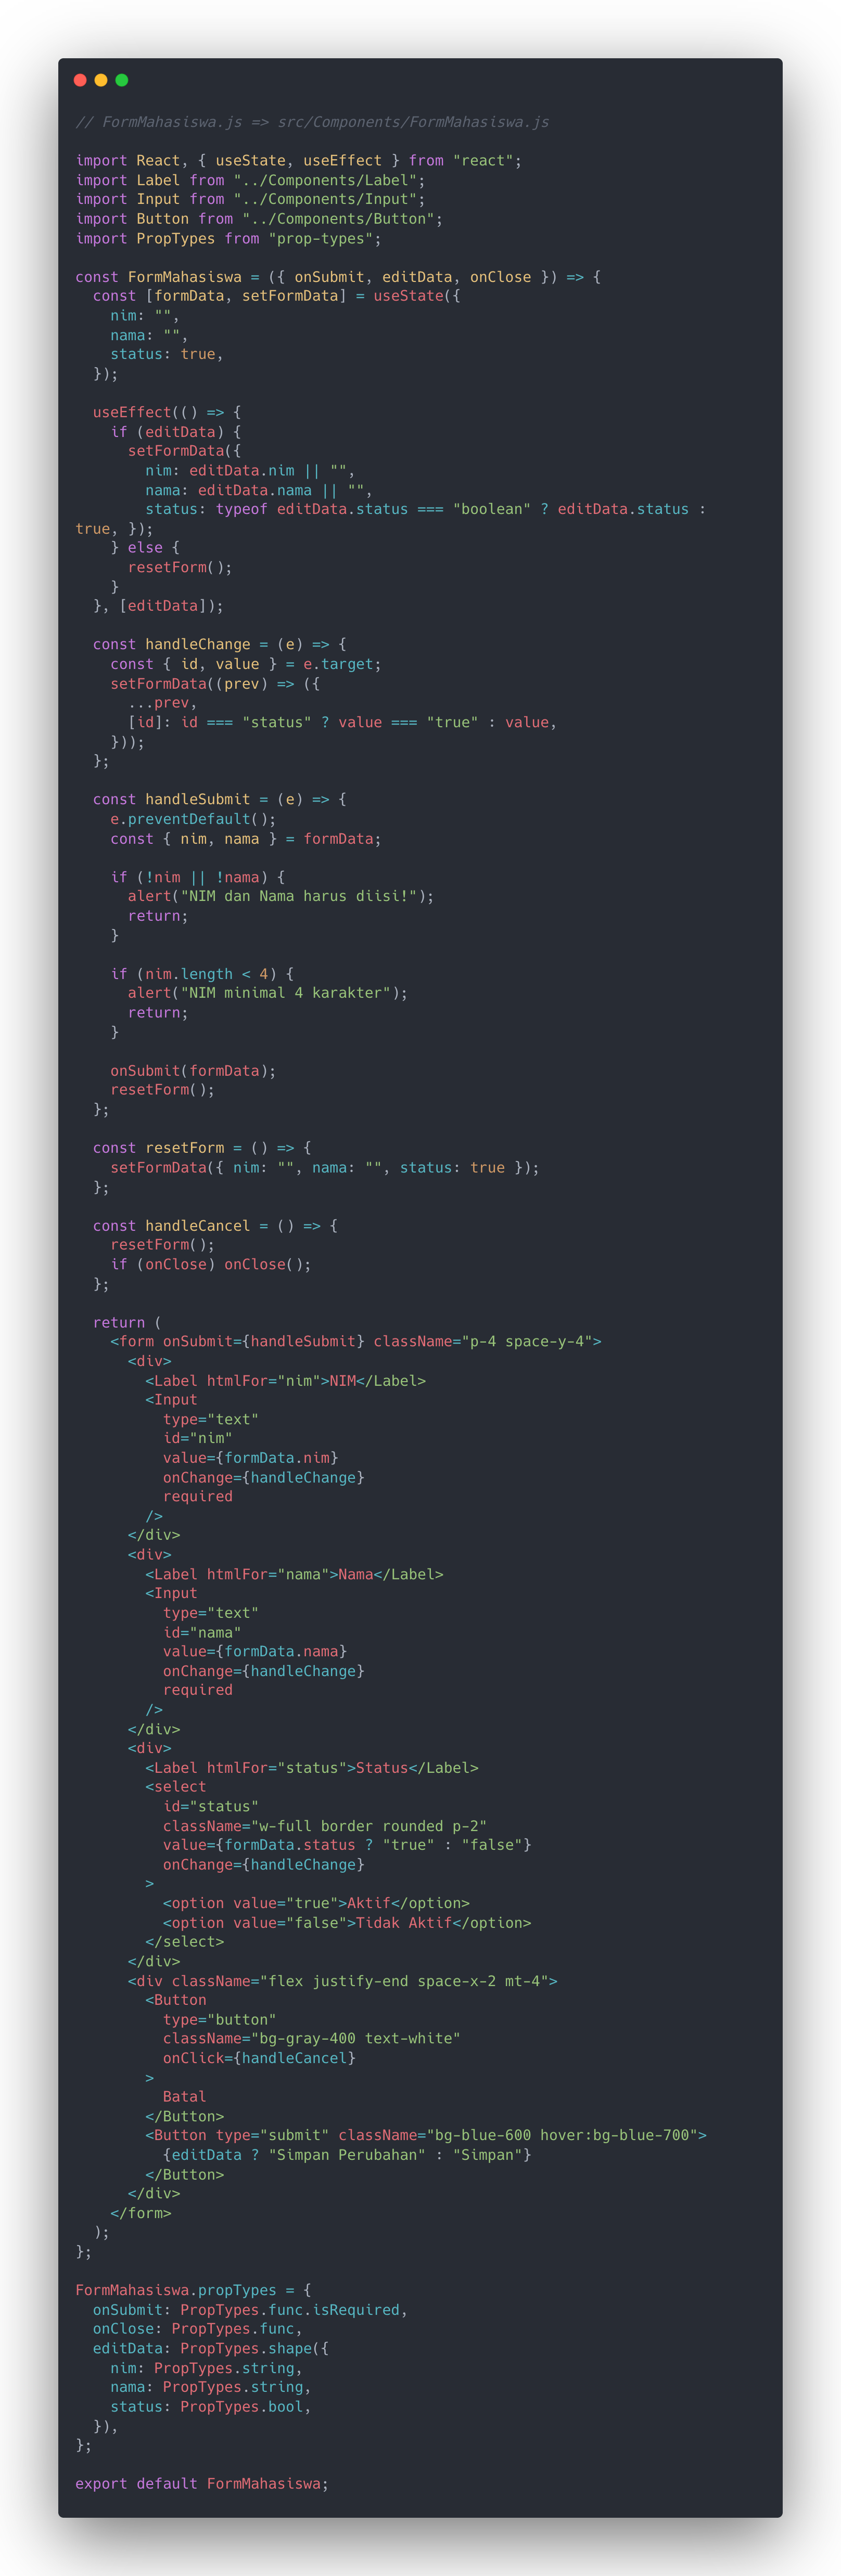 // FormMahasiswa.js => src/Components/FormMahasiswa.js

import React, { useState, useEffect } from "react";
import Label from "../Components/Label";
import Input from "../Components/Input";
import Button from "../Components/Button";
import PropTypes from "prop-types";

const FormMahasiswa = ({ onSubmit, editData, onClose }) => {
  const [formData, setFormData] = useState({
    nim: "",
    nama: "",
    status: true,
  });

  useEffect(() => {
    if (editData) {
      setFormData({
        nim: editData.nim || "",
        nama: editData.nama || "",
        status: typeof editData.status === "boolean" ? editData.status :
true, });
    } else {
      resetForm();
    }
  }, [editData]);

  const handleChange = (e) => {
    const { id, value } = e.target;
    setFormData((prev) => ({
      ...prev,
      [id]: id === "status" ? value === "true" : value,
    }));
  };

  const handleSubmit = (e) => {
    e.preventDefault();
    const { nim, nama } = formData;

    if (!nim || !nama) {
      alert("NIM dan Nama harus diisi!");
      return;
    }

    if (nim.length < 4) {
      alert("NIM minimal 4 karakter");
      return;
    }

    onSubmit(formData);
    resetForm();
  };

  const resetForm = () => {
    setFormData({ nim: "", nama: "", status: true });
  };

  const handleCancel = () => {
    resetForm();
    if (onClose) onClose();
  };

  return (
    <form onSubmit={handleSubmit} className="p-4 space-y-4">
      <div>
        <Label htmlFor="nim">NIM</Label>
        <Input
          type="text"
          id="nim"
          value={formData.nim}
          onChange={handleChange}
          required
        />
      </div>
      <div>
        <Label htmlFor="nama">Nama</Label>
        <Input
          type="text"
          id="nama"
          value={formData.nama}
          onChange={handleChange}
          required
        />
      </div>
      <div>
        <Label htmlFor="status">Status</Label>
        <select
          id="status"
          className="w-full border rounded p-2"
          value={formData.status ? "true" : "false"}
          onChange={handleChange}
        >
          <option value="true">Aktif</option>
          <option value="false">Tidak Aktif</option>
        </select>
      </div>
      <div className="flex justify-end space-x-2 mt-4">
        <Button
          type="button"
          className="bg-gray-400 text-white"
          onClick={handleCancel}
        >
          Batal
        </Button>
        <Button type="submit" className="bg-blue-600 hover:bg-blue-700">
          {editData ? "Simpan Perubahan" : "Simpan"}
        </Button>
      </div>
    </form>
  );
};

FormMahasiswa.propTypes = {
  onSubmit: PropTypes.func.isRequired,
  onClose: PropTypes.func,
  editData: PropTypes.shape({
    nim: PropTypes.string,
    nama: PropTypes.string,
    status: PropTypes.bool,
  }),
};

export default FormMahasiswa;